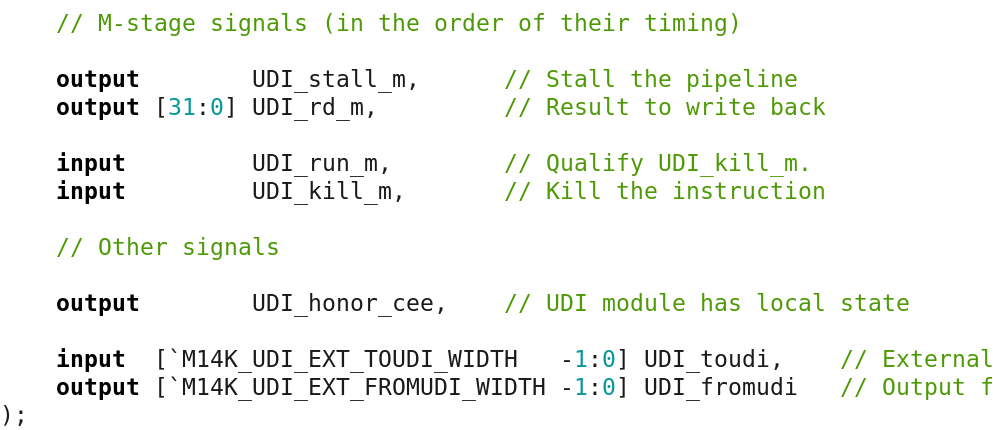 // M-stage signals (in the order of their timing)
output        UDI_stall_m,      // Stall the pipeline
output [31:0] UDI_rd_m,         // Result to write back
input         UDI_run_m,        // Qualify UDI_kill_m.
input         UDI_kill_m,       // Kill the instruction
// Other signals
output        UDI_honor_cee,    // UDI module has local state
input  [`M14K_UDI_EXT_TOUDI_WIDTH   -1:0] UDI_toudi,    // External
output [`M14K_UDI_EXT_FROMUDI_WIDTH -1:0] UDI_fromudi   // Output f
);